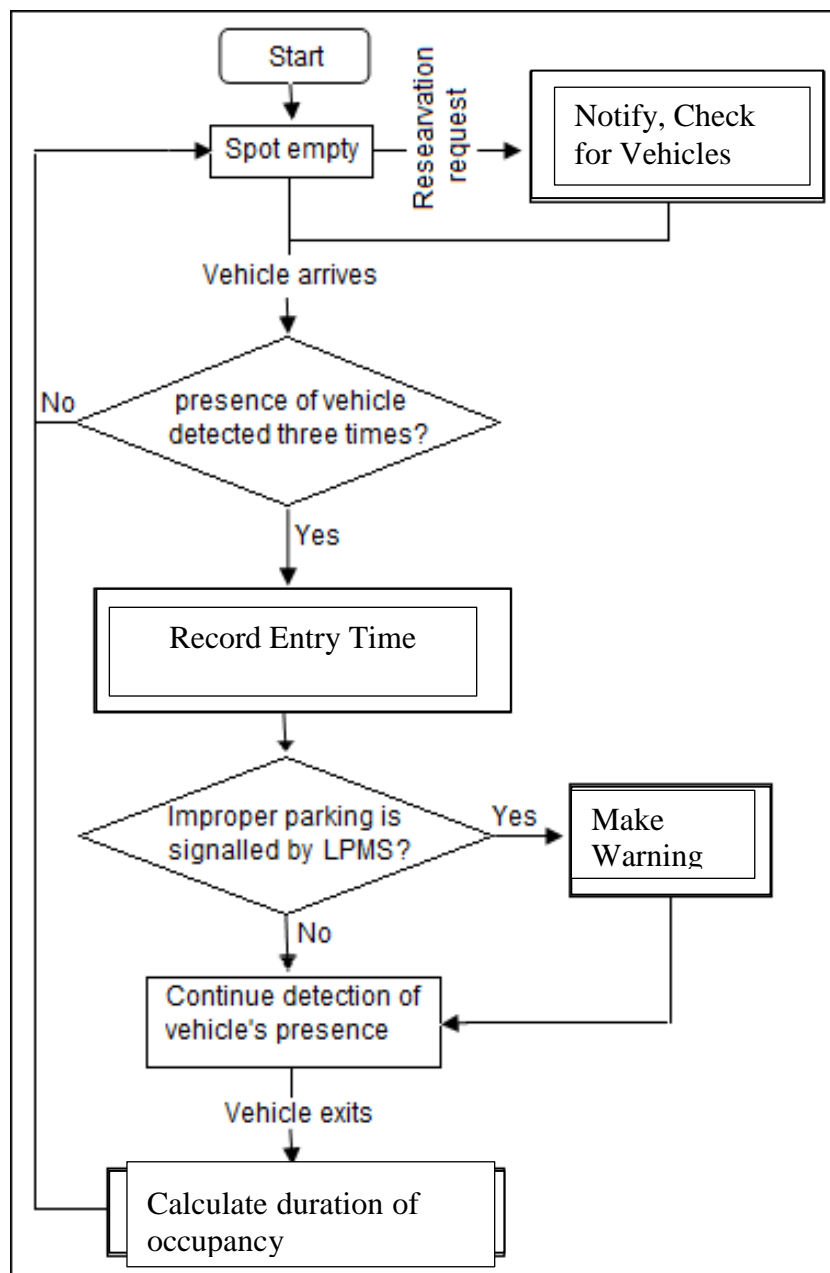 Start
Spot empty
Researvation
request
Notify, Check
for Vehicles
Vehicle arrives
No
presence of vehicle
detected three times?
Yes
Record Entry Time
Improper parking is
signalled by LPMS?
Yes
Make
Warning
No
Continue detection of
vehicle's presence
Vehicle exits
Calculate duration of
occupancy